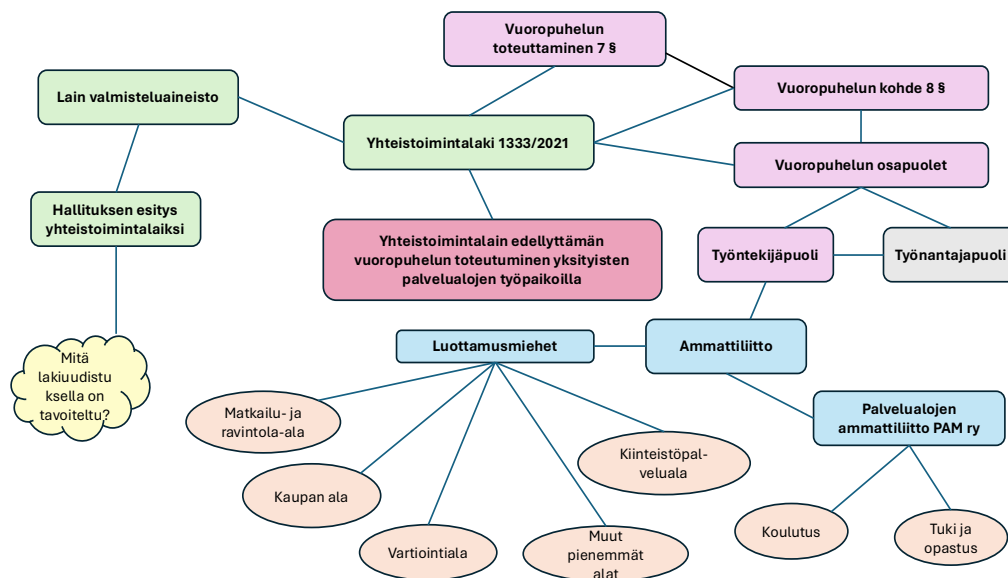 Vuoropuhelun
toteuttaminen 7 §
Lain valmisteluaineisto
Vuoropuhelun kohde 8 §
Yhteistoimintalaki 1333/2021
Vuoropuhelun osapuolet
Hallituksen esitys
yhteistoimintalaiksi
Yhteistoimintalain edellyttämän
vuoropuhelun toteutuminen yksityisten
palvelualojen työpaikoilla
Työntekijäpuoli
Työnantajapuoli
Mitä
lakiuudistu
ksella on
tavoiteltu?
Luottamusmiehet
Ammattiliitto
Matkailu- ja
ravintola-ala
Palvelualojen
ammattiliitto PAM ry
Kiinteistöpal-
veluala
Kaupan ala
Vartiointiala
Muut
pienemmät
alat
Koulutus
Tuki ja
opastus